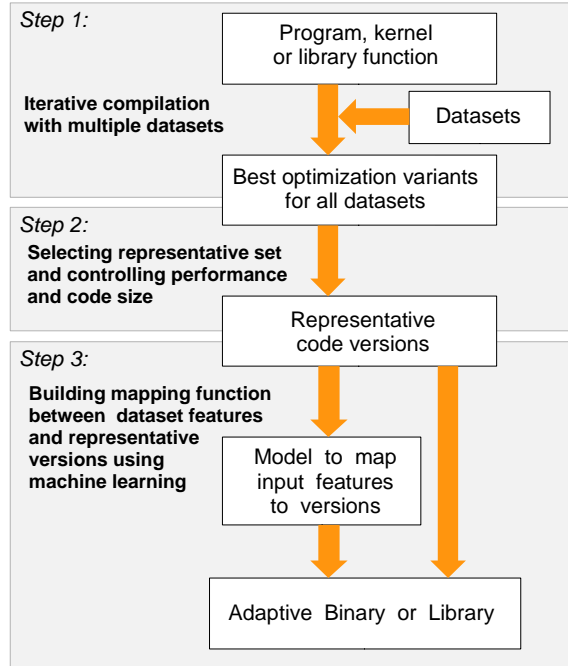 Step 1:
Program, kernel
or library function
Iterative compilation
with multiple datasets
Datasets
Best optimization variants
for all datasets
Step 2:
Selecting representative set
and controlling performance
and code size
Representative
code versions
Step 3:
Building mapping function
between dataset features
and representative
versions using
machine learning
Model to map
input features
to versions
Adaptive Binary or Library